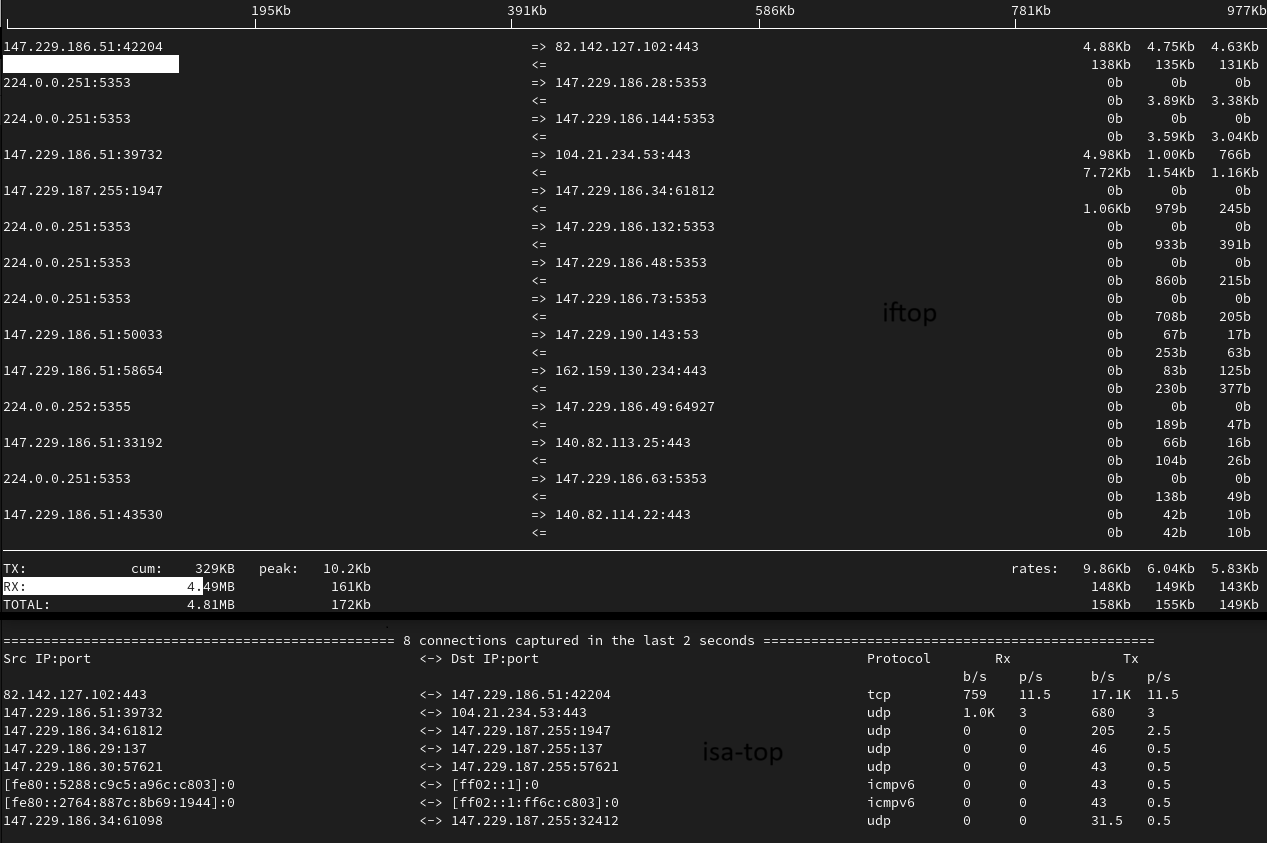 195Kb 391Kb 586Kb 781Kb 977Kb
147.229.186.51:42204 => 82.142.127.102:443 4.88Kb 4.75Kb 4.63Kb
<= 138Kb 135Kb 131Kb
224.0.0.251:5353 => 147.229.186.28:5353 0b 0b 0b
<= 0b 3.89Kb 3.38Kb
224.0.0.251:5353 => 147.229.186.144:5353 0b 0b 0b
<= 0b 3.59Kb 3.04Kb
147.229.186.51:39732 => 104.21.234.53:443 4.98Kb 1.00Kb 766b
<= 7.72Kb 1.54Kb 1.16Kb
147.229.187.255:1947 => 147.229.186.34:61812 0b 0b 0b
<= 1.06Kb 979b 245b
224.0.0.251:5353 => 147.229.186.132:5353 0b 0b 0b
<= 0b 933b 391b
224.0.0.251:5353 => 147.229.186.48:5353 0b 0b 0b
<= 0b 860b 215b
224.0.0.251:5353 => 147.229.186.73:5353 0b 0b 0b
iftop
<= 0b 708b 205b
147.229.186.51:50033 => 147.229.190.143:53 0b 67b 17b
<= 0b 253b 63b
147.229.186.51:58654 => 162.159.130.234:443 0b 83b 125b
<= 0b 230b 377b
224.0.0.252:5355 => 147.229.186.49:64927 0b 0b 0b
<= 0b 189b 47b
147.229.186.51:33192 => 140.82.113.25:443 0b 66b 16b
<= 0b 104b 26b
224.0.0.251:5353 => 147.229.186.63:5353 0b 0b 0b
<= 0b 138b 49b
147.229.186.51:43530 => 140.82.114.22:443 0b 42b 10b
<= 0b 42b 10b
TX: cum: 329KB peak: 10.2Kb rates: 9.86Kb 6.04Kb 5.83Kb
RX: 4.49MB 161Kb 148Kb 149Kb 143Kb
TOTAL: 4.81MB 172Kb 158Kb 155Kb 149Kb
================================================= 8 connections captured in the last 2 seconds =================================================
Src IP:port <-> Dst IP:port Protocol Rx Tx
b/s p/s b/s p/s
82.142.127.102:443 <-> 147.229.186.51:42204 tcp 759 11.5 17.1K 11.5
147.229.186.51:39732 <-> 104.21.234.53:443 udp 1.0K 3 680 3
147.229.186.34:61812 <-> 147.229.187.255:1947 udp 0 0 205 2.5
147.229.186.29:137 <-> 147.229.187.255:137 udp 0 0 46 0.5
isa-top
147.229.186.30:57621 <-> 147.229.187.255:57621 udp 0 0 43 0.5
[fe80::5288:c9c5:a96c:c803]:0 <-> [ff02::1]:0 icmpv6 0 0 43 0.5
[fe80::2764:887c:8b69:1944]:0 <-> [ff02::1:ff6c:c803]:0 icmpv6 0 0 43 0.5
147.229.186.34:61098 <-> 147.229.187.255:32412 udp 0 0 31.5 0.5